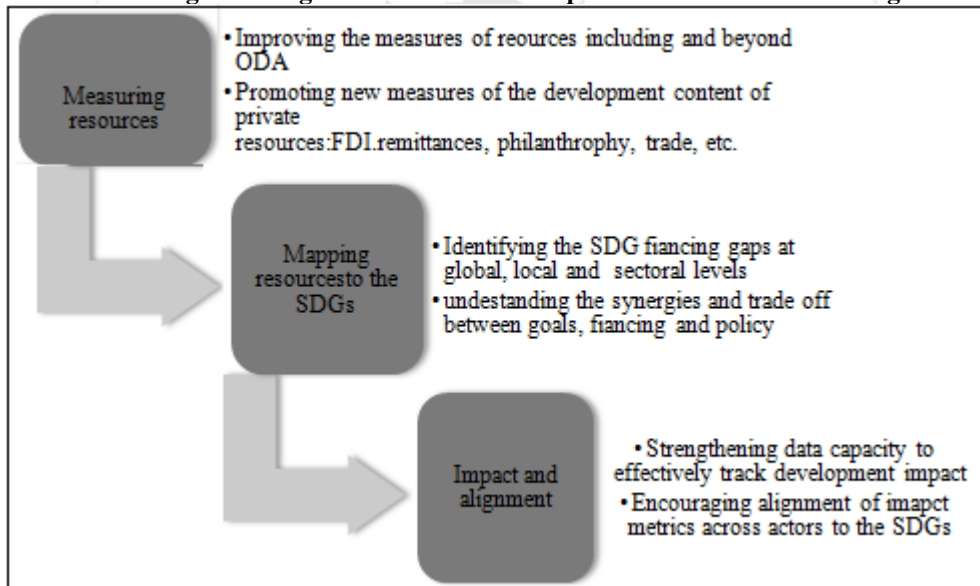 Measuring
resources
• Improving the measures of reources including and beyond
ODA
• Promoting new measures of the development content of
private
resources:FDI.remittances, philanthropy, trade, etc.
Mapping
resourcesto the
SDGs
• Identifying the SDG fiancing gaps at
global, local and sectoral levels
• undestanding the synergies and trade off
between goals, fiancing and policy
Impact and
alignment
• Strengthening data capacity to
effectively track development impact
• Encouraging alignment of imapct
metrics across actors to the SDGs